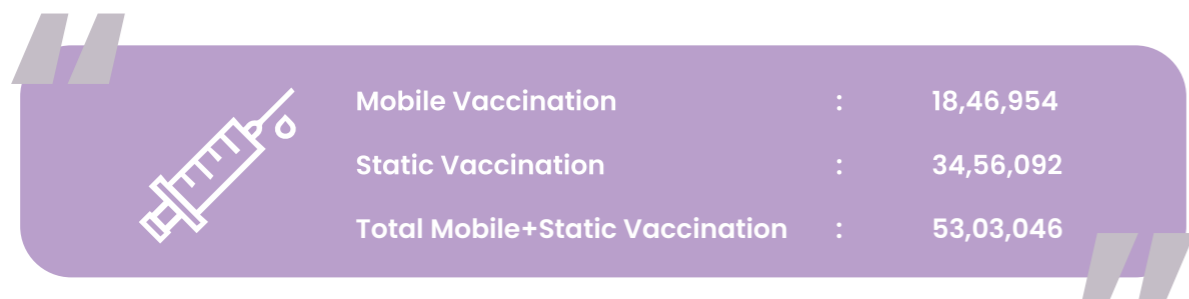 Mobile Vaccination : 18,46,954
Static Vaccination : 34,56,092
Total Mobile+Static Vaccination : 53,03,046